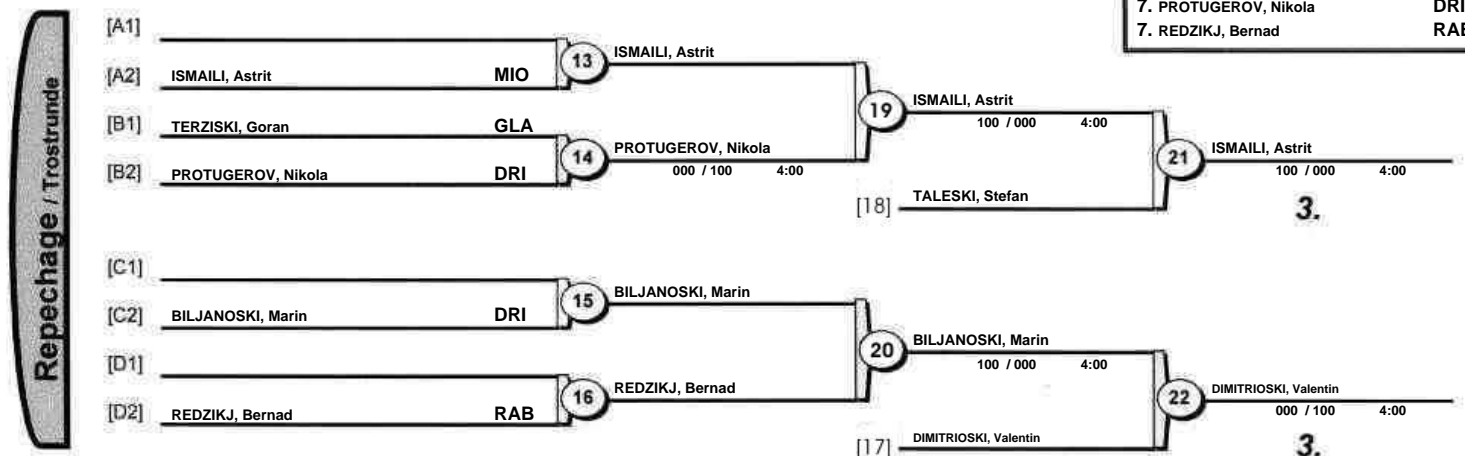 7. PROTUGEROV, Nikola DRI
7. REDZIKJ, Bernad RAB
Repechage / Trostrunde
[A1]
13 ISMAILI, Astrit
[A2] ISMAILI, Astrit MIO
19 ISMAILI, Astrit
100 / 000 4:00
[B1] TERZISKI, Goran GLA
14 PROTUGEROV, Nikola
000 / 100 4:00
[B2] PROTUGEROV, Nikola DRI
21 ISMAILI, Astrit
100 / 000 4:00
[18] TALESKI, Stefan
3.
[C1]
15 BILJANOSKI, Marin
[C2] BILJANOSKI, Marin DRI
20 BILJANOSKI, Marin
100 / 000 4:00
[D1]
16 REDZIKJ, Bernad
[D2] REDZIKJ, Bernad RAB
22 DIMITRIOSKI, Valentin
000 / 100 4:00
[17] DIMITRIOSKI, Valentin
3.